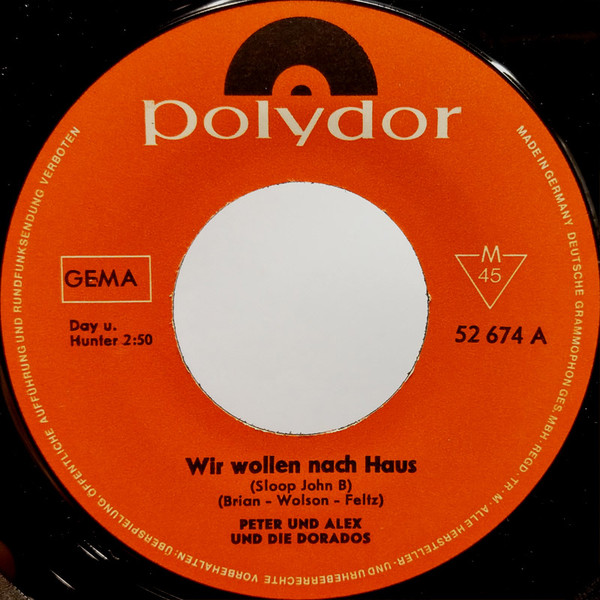 polydor
GEMA
Day u.
Hunter 2:50
M
45
52 674 A
Wir wollen nach Haus
(Sloop John B)
(Brian - Wolson - Feltz)
PETER UND ALEX
UND DIE DORADOS
MADE IN GERMANY DEUTSCHE GRAMMOPHON GES. MBH · REGD. TR. M. · ALLE HERSTELLER- UND URHEBERRECHTE VORBEHALTEN: ÜBERSPIELUNG, ÖFFENTLICHE AUFFÜHRUNG UND RUNDFUNKSENDUNG VERBOTEN